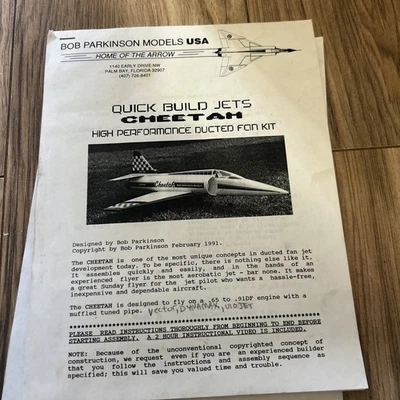 BOB PARKINSON MODELS USA
HOME OF THE ARROW
1140 EARLY DRIVE NW
PALM BAY, FLORIDA 32907
(407) 726-8401
QUICK BUILD JETS
CHEETAH
HIGH PERFORMANCE DUCTED FAN KIT
Cheetah
Designed by Bob Parkinson
Copyright by Bob Parkinson February 1991.
The CHEETAH is one of the most unique concepts in ducted fan jet
development today. To be specific, there is nothing else like it.
It assembles quickly and easily, and in the hands of an
experienced flyer is the most aerobatic jet - bar none. It makes
a great Sunday flyer for the jet pilot who wants a hassle-free,
inexpensive and dependable aircraft.
The CHEETAH is designed to fly on a .65 to .91DF engine with a
suffled tuned pipe. Vector, DYNAMAX,
PLEASE READ INSTRUCTIONS THOROUGHLY FROM BEGINNING TO END BEFORE
STARTING ASSEMBLY. A 2 HOUR INSTRUCTIONAL VIDEO IS INCLUDED.
NOTE: Because of the unconventional copyrighted concept of
construction, we request even if you are an experienced builder
that you follow the instructions and assembly sequence as
specified; this will save you valued time and trouble.